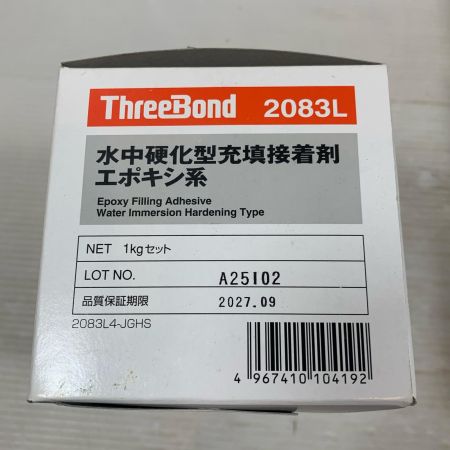 ThreeBond 2083L
水中硬化型充填接着剤
エポキシ系
Epoxy Filling Adhesive
Water Immersion Hardening Type
NET 1kgセット
LOT NO. A25I02
品質保証期限 2027.09
2083L4-JGHS
4 967410 104192